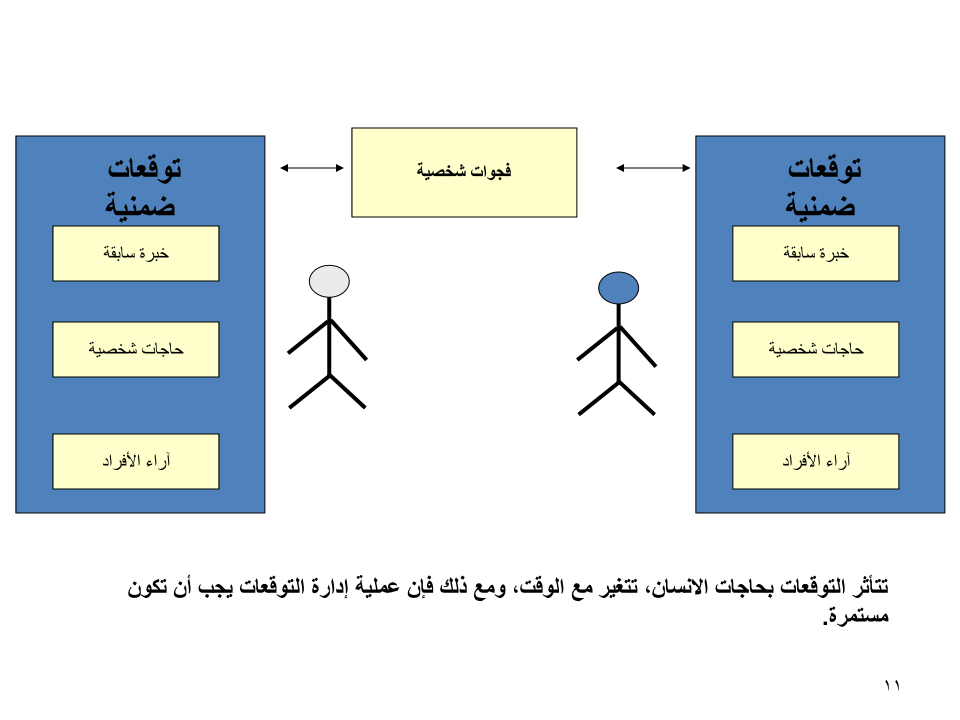 توقعات
ضمنية
خبرة سابقة
حاجات شخصية
آراء الأفراد
فجوات شخصية
توقعات
ضمنية
خبرة سابقة
حاجات شخصية
آراء الأفراد
تتأثر التوقعات بحاجات الانسان، تتغير مع الوقت، ومع ذلك فإن عملية إدارة التوقعات يجب أن تكون
مستمرة.
١١